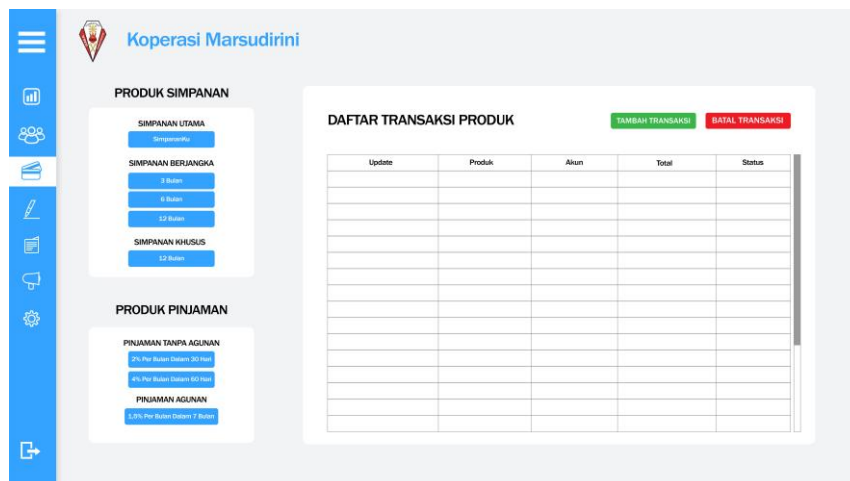 Koperasi Marsudirini
PRODUK SIMPANAN
SIMPANAN UTAMA
SimpananKu
SIMPANAN BERJANGKA
3 Bulan
6 Bulan
12 Bulan
SIMPANAN KHUSUS
12 Bulan
PRODUK PINJAMAN
PINJAMAN TANPA AGUNAN
2% Per Bulan Dalam 30 Hari
4% Per Bulan Dalam 60 Hari
PINJAMAN AGUNAN
1,5% Per Bulan Dalam 7 Bulan
DAFTAR TRANSAKSI PRODUK
TAMBAH TRANSAKSI
BATAL TRANSAKSI
Update Produk Akun Total Status